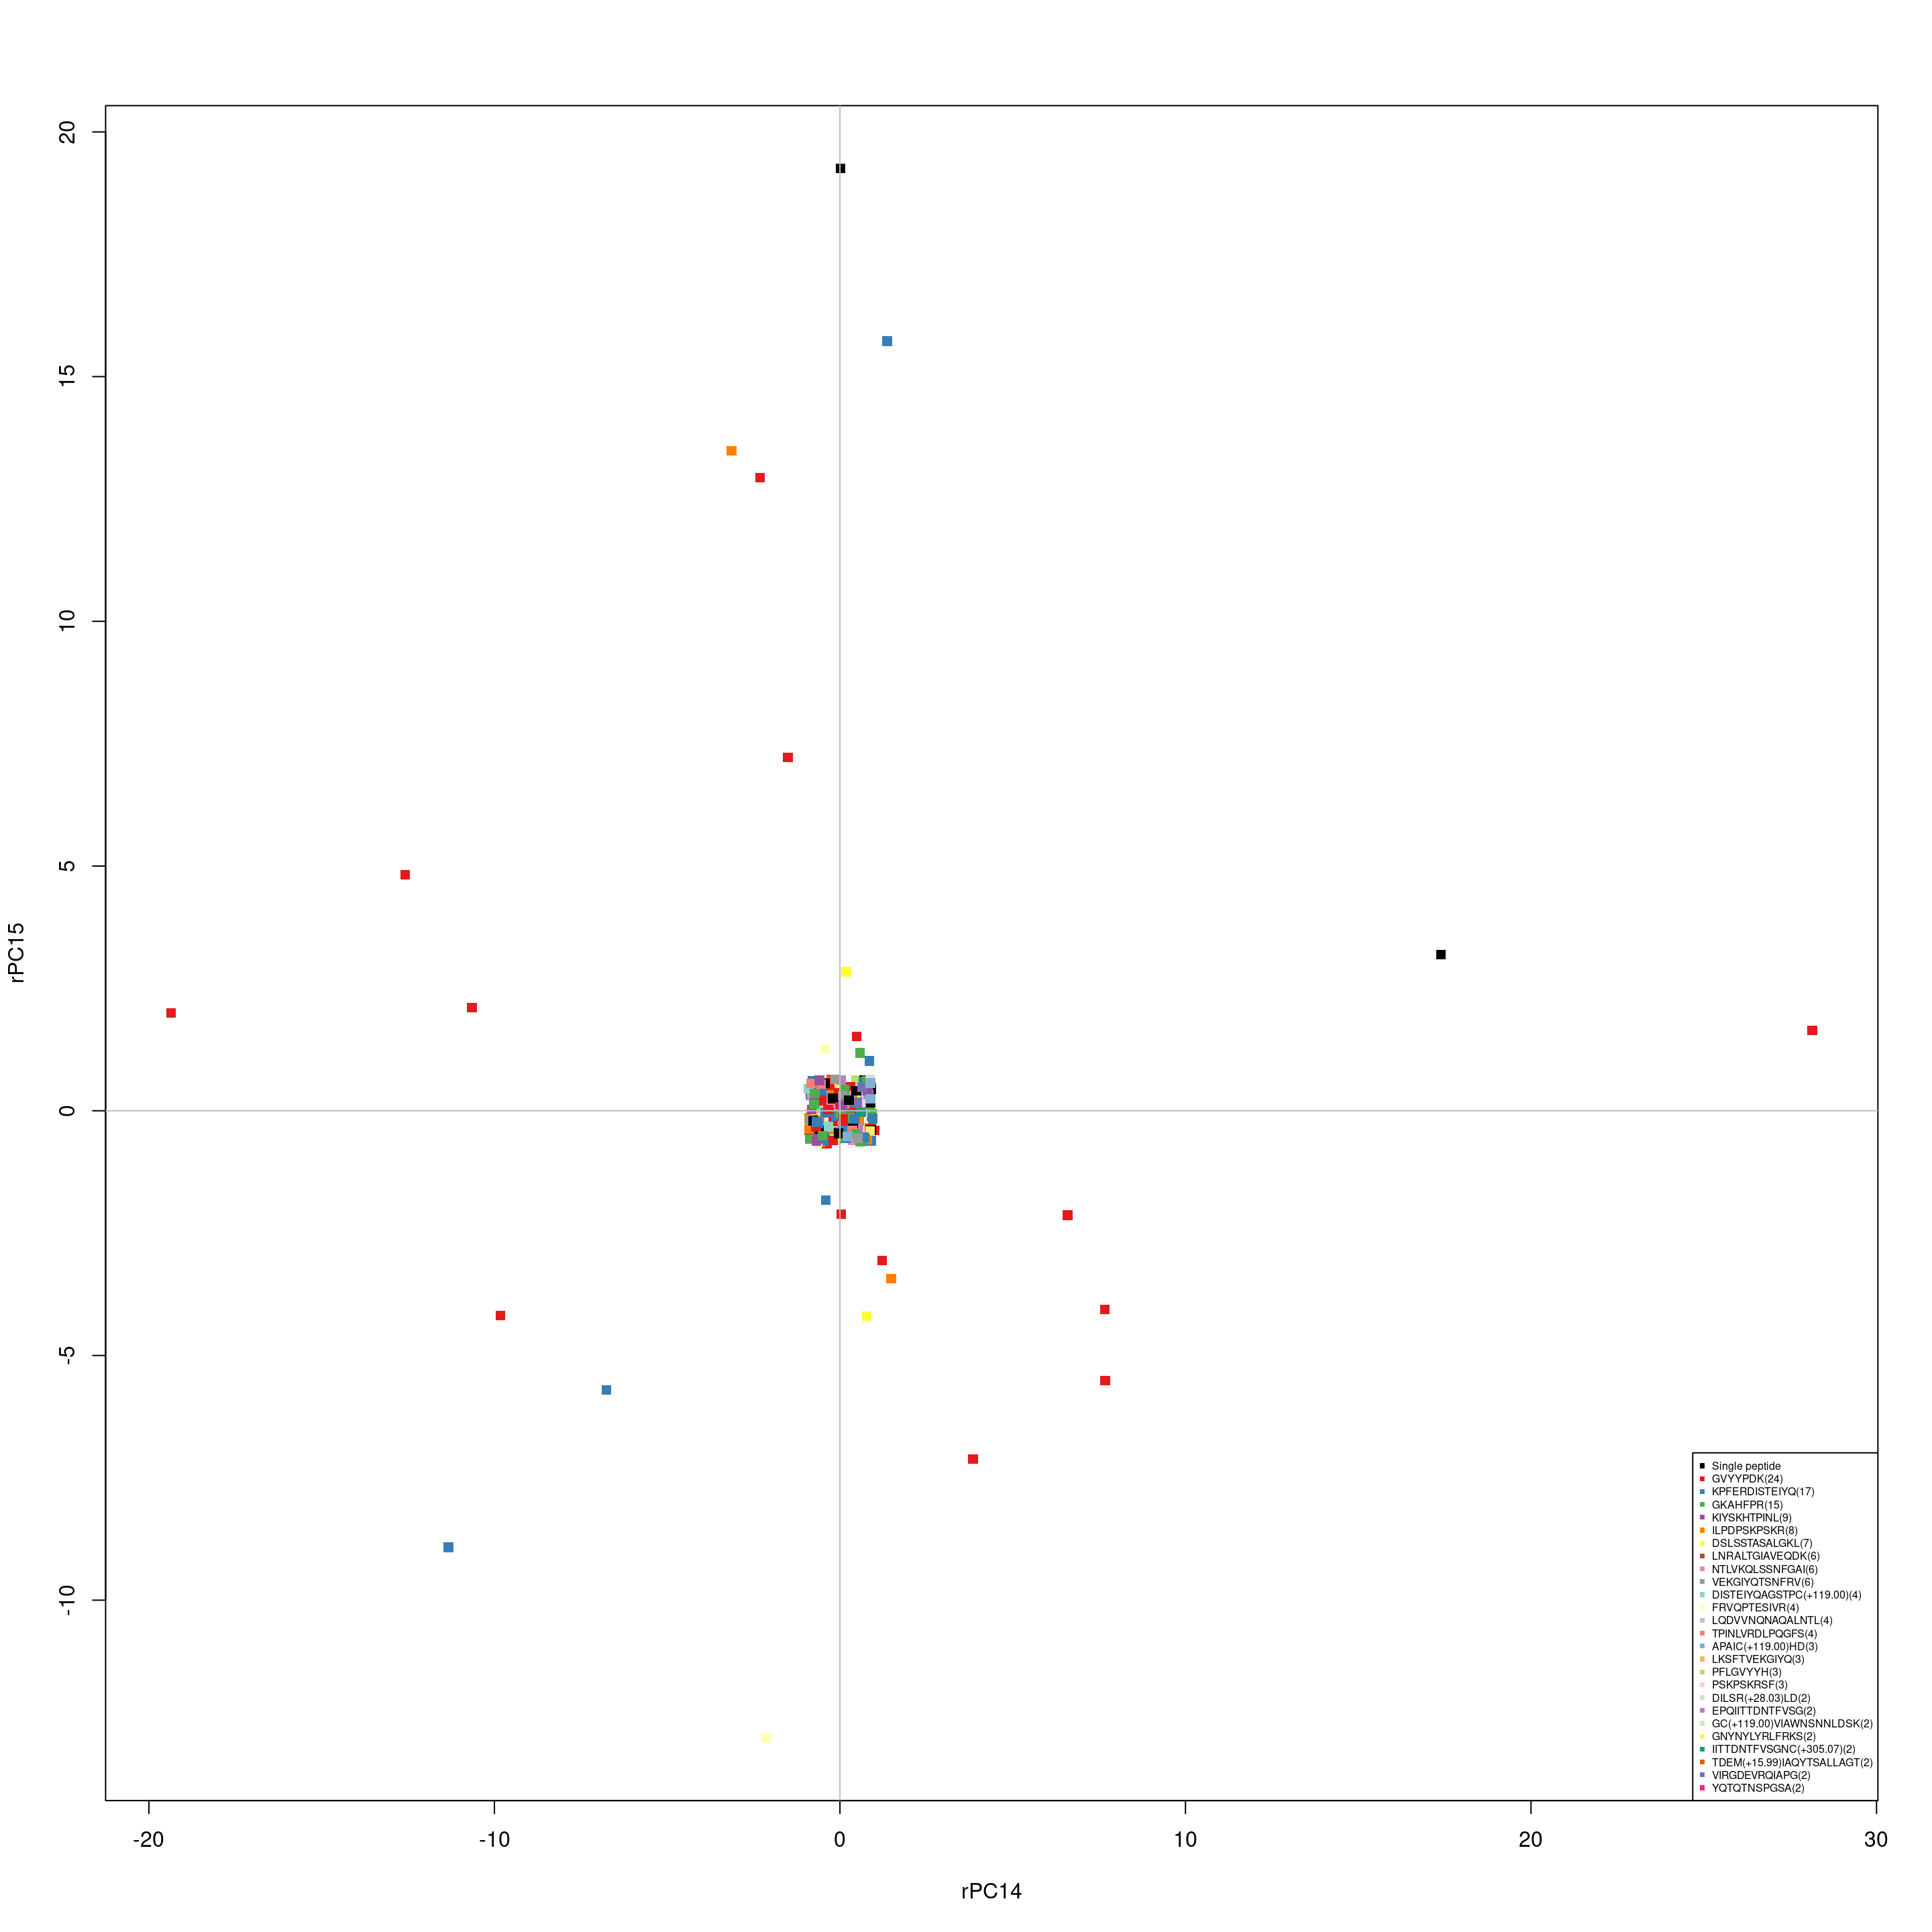 20
15
10
5
0
-5
-10
rPC15
-20
-10
0
10
20
30
rPC14
Single peptide
GVYYPDK(24)
KPFERDISTEIYQ(17)
GKAHFPR(15)
KIYSKHTPINL(9)
ILPDPSKPSKR(8)
DSLSSTASALGKL(7)
LNRALTGIAVEQDK(6)
NTLVKQLSSNFGAI(6)
VEKGIYQTSNFRV(6)
DISTEIYQAGSTPC(+119.00)(4)
FRVQPTESIVR(4)
LQDVVNQNAQALNTL(4)
TPINLVRDLPQGFS(4)
APAIC(+119.00)HD(3)
LKSFTVEKGIYQ(3)
PFLGVYYH(3)
PSKPSKRSF(3)
DILSR(+28.03)LD(2)
EPQIITTDNTFVSG(2)
GC(+119.00)VIAWNSNNLDSK(2)
GNYNYLYRLFRKS(2)
IITTDNTFVSGNC(+305.07)(2)
TDEM(+15.99)IAQYTSALLAGT(2)
VIRGDEVRQIAPG(2)
YQTQTNSPGSA(2)